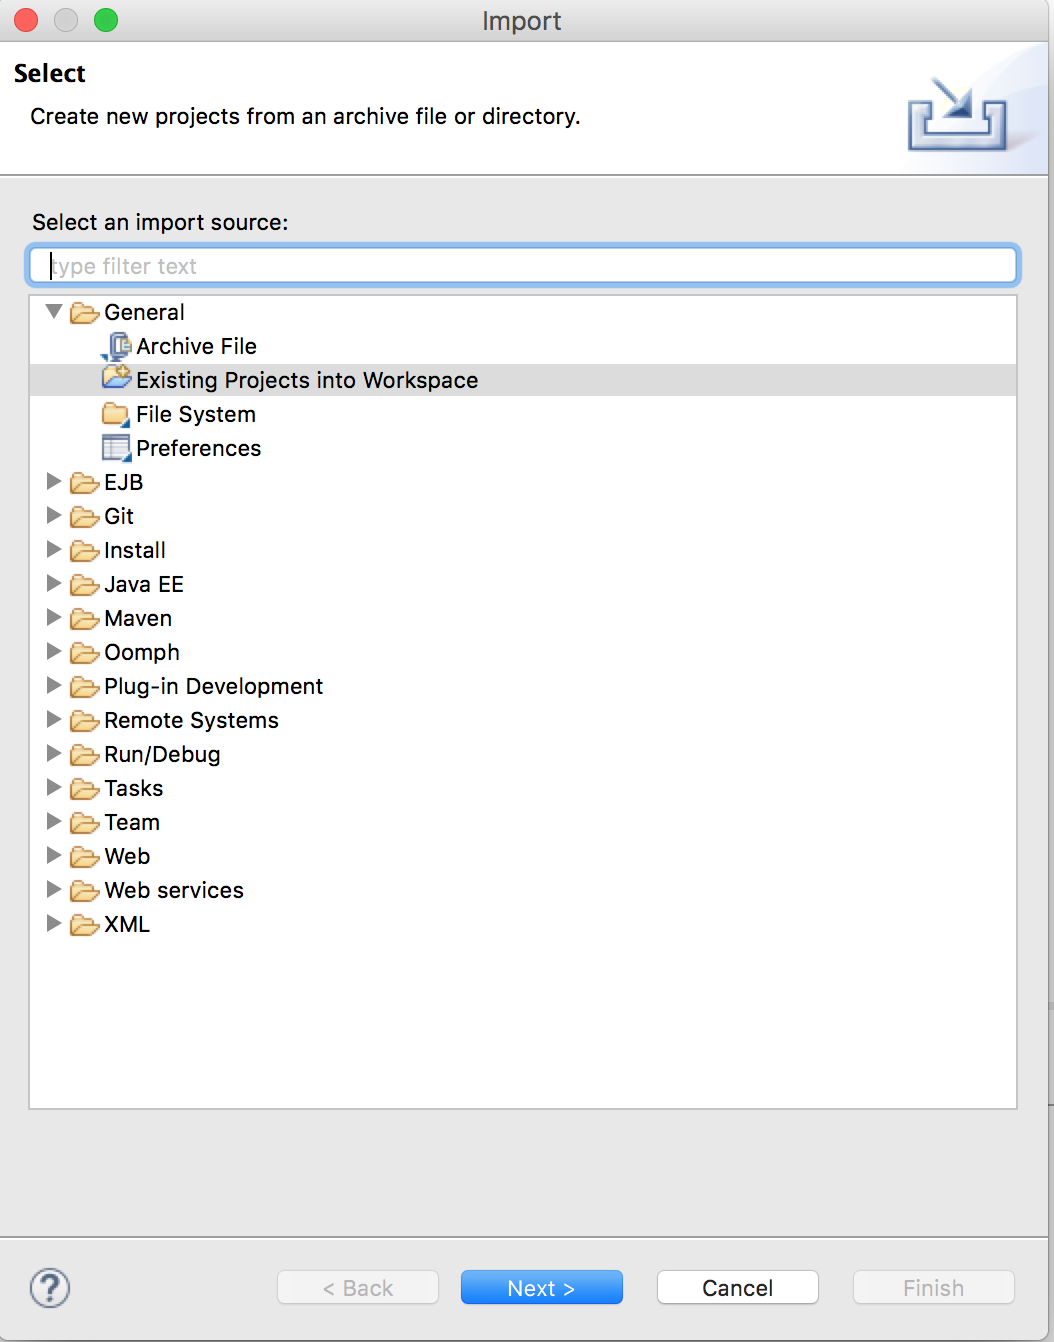 Import
Select
Create new projects from an archive file or directory.
Select an import source:
type filter text
General
Archive File
Existing Projects into Workspace
File System
Preferences
EJB
Git
Install
Java EE
Maven
Oomph
Plug-in Development
Remote Systems
Run/Debug
Tasks
Team
Web
Web services
XML
? < Back Next > Cancel Finish